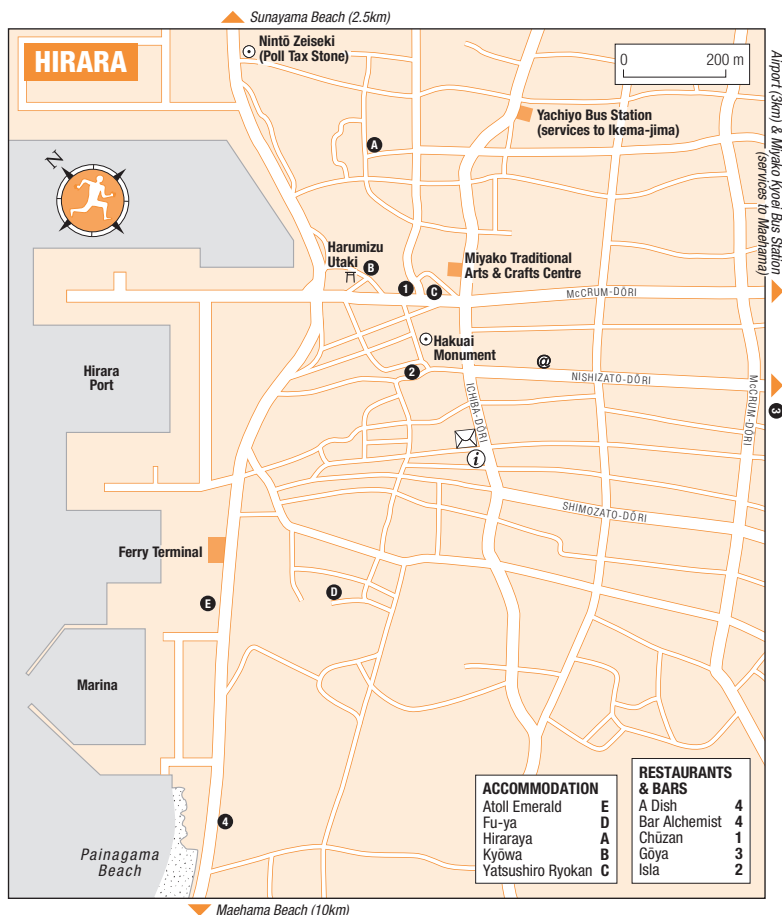 Sunayama Beach (2.5km)
HIRARA
Nintō Zeiseki
(Poll Tax Stone)
0 200 m
Airport (3km) & Miyako Kyoei Bus Station
(services to Maehama)
Yachiyo Bus Station
(services to Ikema-jima)
A
N
Harumizu
Utaki
B
Miyako Traditional
Arts & Crafts Centre
1
C
McCRUM-DŌRI
Hakuai
Monument
@
Hirara
Port
2
NISHIZATO-DŌRI
McCRUM-DŌRI
3
ICHIBA-DŌRI
i
SHIMOZATO-DŌRI
Ferry Terminal
E
D
Marina
4
Painagama
Beach
ACCOMMODATION
Atoll Emerald E
Fu-ya D
Hiraraya A
Kyōwa B
Yatsushiro Ryokan C
RESTAURANTS
& BARS
A Dish 4
Bar Alchemist 4
Chūzan 1
Gōya 3
Isla 2
Maehama Beach (10km)